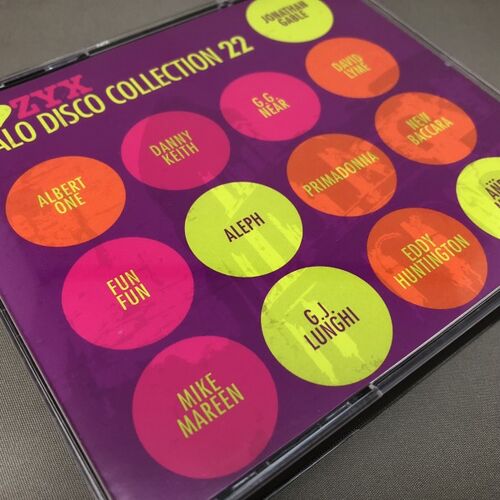 ZYX
ALO DISCO COLLECTION 22
JONATHAN
GABLE
DAVID
LYME
G.G.
NEAR
DANNY
KEITH
ALBERT
ONE
NEW
BACCARA
PRIMADONNA
ALEPH
FUN
FUN
EDDY
HUNTINGTON
G.J.
LUNGHI
MIKE
MAREEN